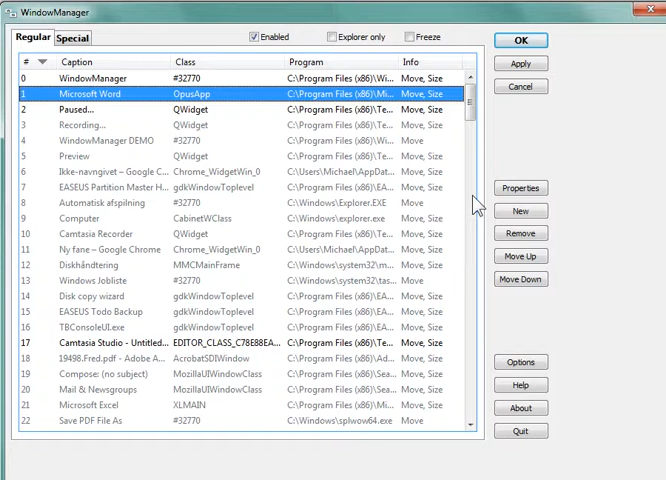 WindowManager
Regular Special Enabled Explorer only Freeze
# Caption Class Program Info
0 WindowManager #32770 C:\Program Files (x86)\Wi... Move, Size
1 Microsoft Word OpusApp C:\Program Files (x86)\Mi... Move, Size
2 Paused... QWidget C:\Program Files (x86)\Te... Move
3 Recording... QWidget C:\Program Files (x86)\Te... Move
4 WindowManager DEMO #32770 C:\Program Files (x86)\Wi... Move
5 Preview QWidget C:\Program Files (x86)\Te... Move, Size
6 Ikke-navngivet – Google C... Chrome_WidgetWin_0 C:\Users\Michael\AppDat... Move, Size
7 EASEUS Partition Master H... gdkWindowToplevel C:\Program Files (x86)\EA... Move, Size
8 Automatisk afspilning #32770 C:\Windows\Explorer.EXE Move
9 Computer CabinetWClass C:\Windows\explorer.exe Move, Size
10 Camtasia Recorder QWidget C:\Program Files (x86)\Te... Move, Size
11 Ny fane – Google Chrome Chrome_WidgetWin_0 C:\Users\Michael\AppDat... Move, Size
12 Diskhåndtering MMCMainFrame C:\Windows\system32\m... Move, Size
13 Windows Jobliste #32770 C:\Windows\system32\tas... Move
14 Disk copy wizard gdkWindowToplevel C:\Program Files (x86)\EA... Move, Size
15 EASEUS Todo Backup gdkWindowToplevel C:\Program Files (x86)\EA... Move, Size
16 TBConsoleUI.exe gdkWindowToplevel C:\Program Files (x86)\EA... Move, Size
17 Camtasia Studio - Untitled... EDITOR_CLASS_C78E88EA... C:\Program Files (x86)\Te... Move, Size
18 19498.Fred.pdf - Adobe A... AcrobatSDIWindow C:\Program Files (x86)\A... Move, Size
19 Compose: (no subject) MozillaUIWindowClass C:\Program Files (x86)\Sea... Move, Size
20 Mail & Newsgroups MozillaUIWindowClass C:\Program Files (x86)\Sea... Move, Size
21 Microsoft Excel XLMAIN C:\Program Files (x86)\Mi... Move, Size
22 Save PDF File As #32770 C:\Windows\splwow64.exe Move
OK
Apply
Cancel
Properties
New
Remove
Move Up
Move Down
Options
Help
About
Quit